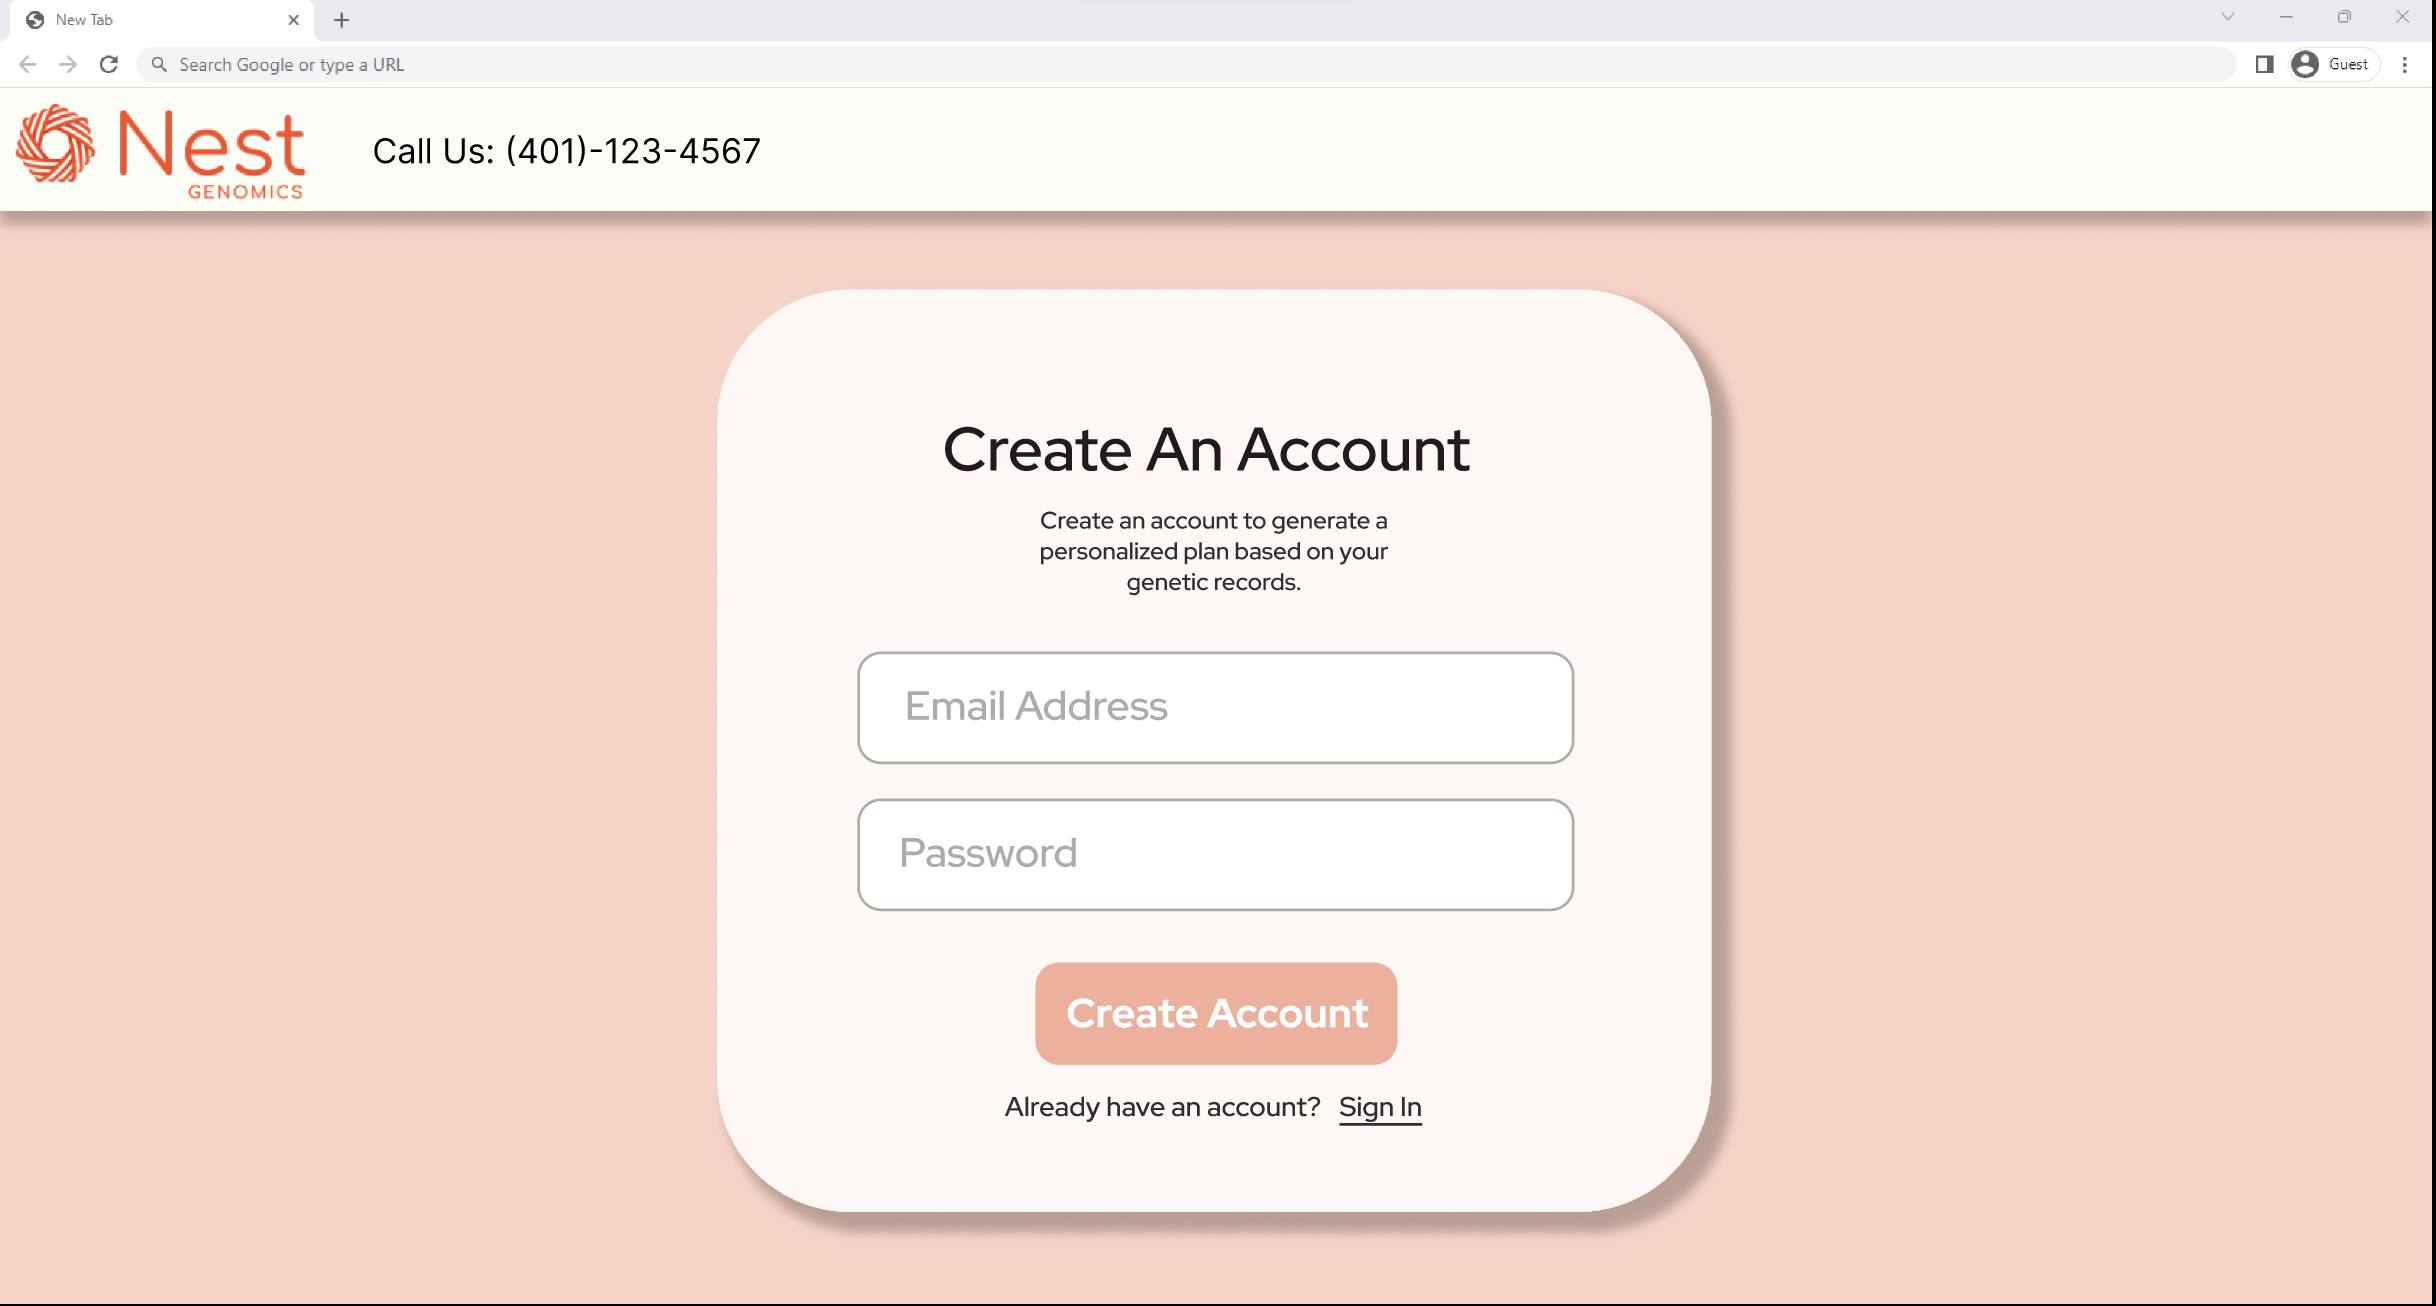 New Tab
Search Google or type a URL
Guest
Nest
GENOMICS
Call Us: (401)-123-4567
Create An Account
Create an account to generate a
personalized plan based on your
genetic records.
Email Address
Password
Create Account
Already have an account? Sign In